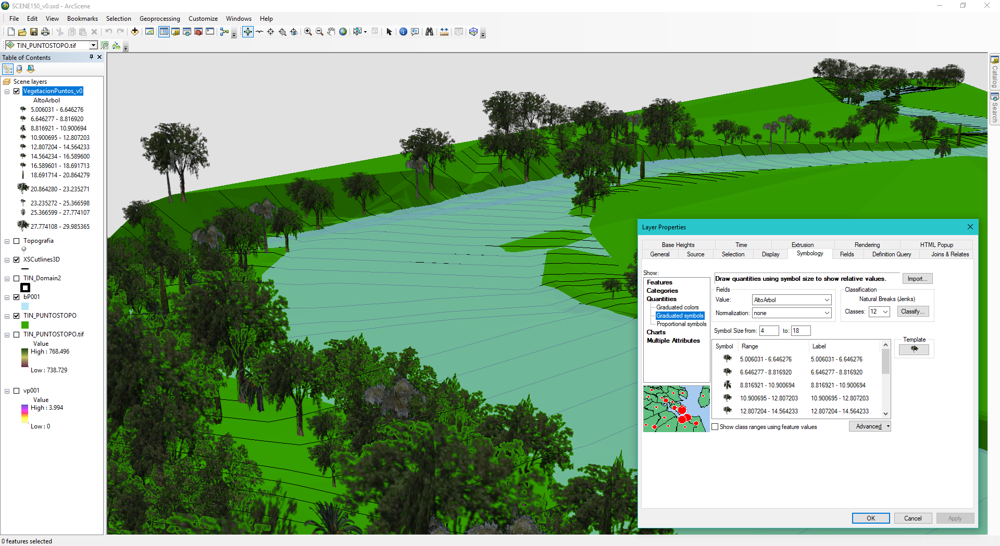 SCENE150_v0.sxd - ArcScene
File Edit View Bookmarks Selection Geoprocessing Customize Windows Help
TIN_PUNTOSTOPO.tif
Table of Contents
Scene layers
VegetacionPuntos_v0
AltoArbol
5.006031 - 6.646276
6.646277 - 8.816920
8.816921 - 10.900694
10.900695 - 12.807203
12.807204 - 14.564233
14.564234 - 16.589600
16.589601 - 18.691713
18.691714 - 20.864279
20.864280 - 23.235271
23.235272 - 25.366598
25.366599 - 27.774107
27.774108 - 29.985365
Topografia
XSCutlines3D
TIN_Domain2
bP001
TIN_PUNTOSTOPO
TIN_PUNTOSTOPO.tif
Value
High : 768.496
Low : 738.729
vp001
Value
High : 3.994
Low : 0
0 features selected
Catalog
Search
Layer Properties
Base Heights Time Extrusion Rendering HTML Popup
General Source Selection Display Symbology Fields Definition Query Joins & Relates
Show:
Features
Categories
Quantities
Graduated colors
Graduated symbols
Proportional symbols
Charts
Multiple Attributes
Draw quantities using symbol size to show relative values.
Import...
Fields
Value: AltoArbol
Normalization: none
Classification
Natural Breaks (Jenks)
Classes: 12 Classify...
Symbol Size from: 4 to: 18
Symbol Range Label
5.006031 - 6.646276 5.006031 - 6.646276
6.646277 - 8.816920 6.646277 - 8.816920
8.816921 - 10.900694 8.816921 - 10.900694
10.900695 - 12.807203 10.900695 - 12.807203
12.807204 - 14.564233 12.807204 - 14.564233
Template
Show class ranges using feature values
Advanced
OK Cancel Apply